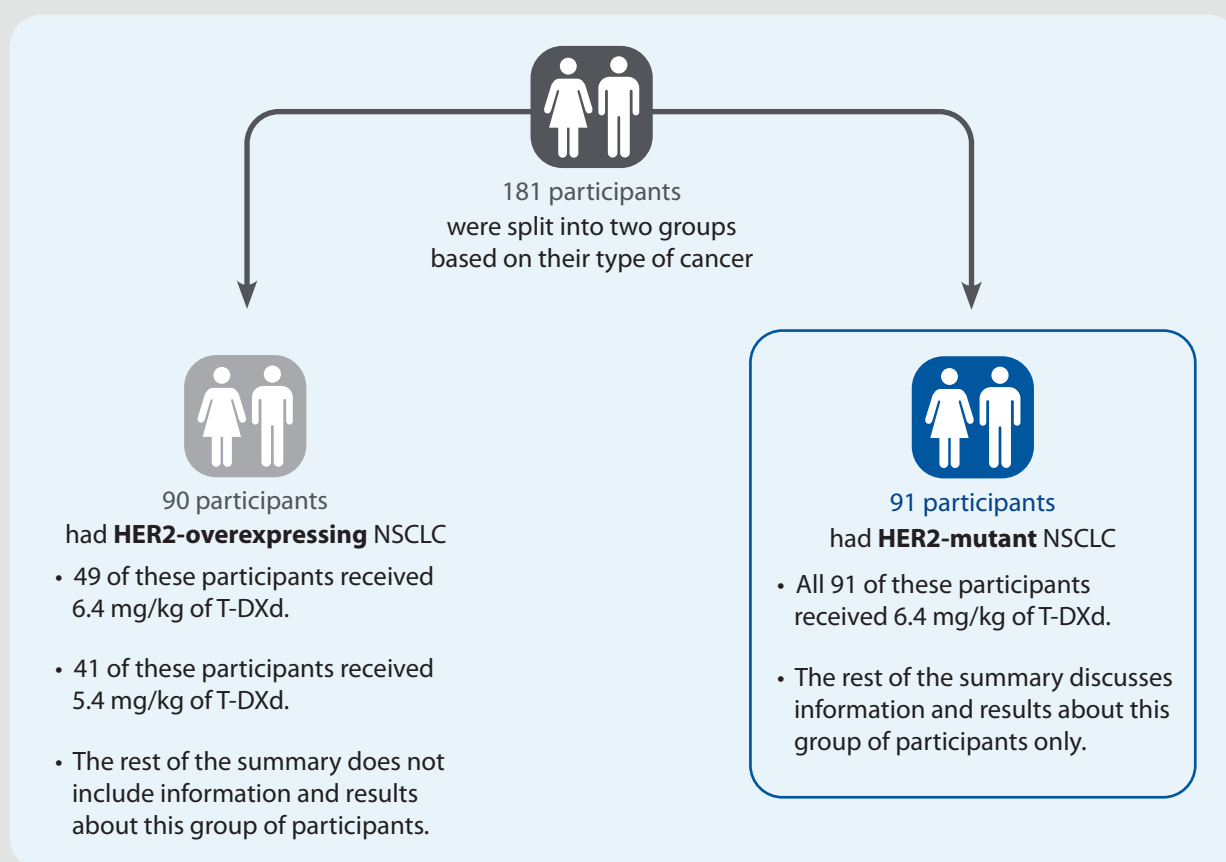 181 participants
were split into two groups
based on their type of cancer
90 participants
had HER2-overexpressing NSCLC
• 49 of these participants received
6.4 mg/kg of T-DXd.
• 41 of these participants received
5.4 mg/kg of T-DXd.
• The rest of the summary does not
include information and results
about this group of participants.
91 participants
had HER2-mutant NSCLC
• All 91 of these participants
received 6.4 mg/kg of T-DXd.
• The rest of the summary discusses
information and results about this
group of participants only.